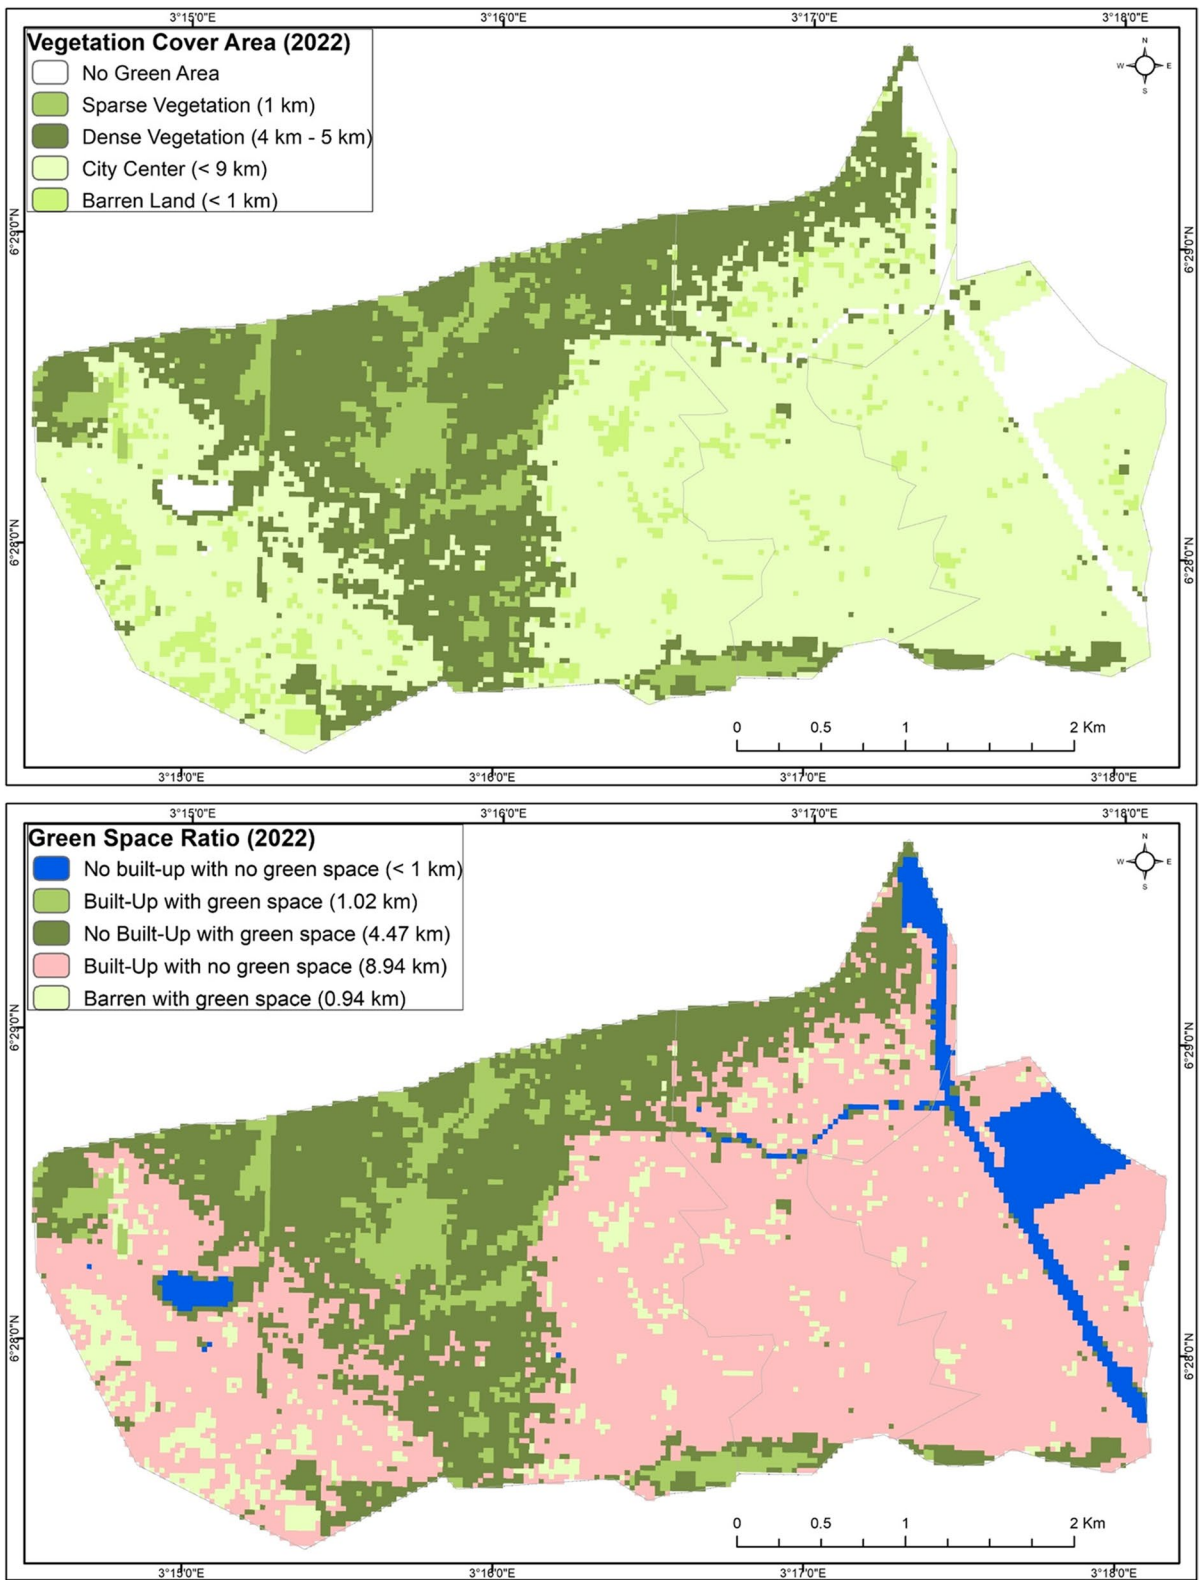 3°15'0"E 3°16'0"E 3°17'0"E 3°18'0"E
Vegetation Cover Area (2022)
No Green Area
Sparse Vegetation (1 km)
Dense Vegetation (4 km - 5 km)
City Center (< 9 km)
Barren Land (< 1 km)
N
W E
S
6°29'0"N 6°29'0"N
6°28'0"N 6°28'0"N
0 0.5 1 2 Km
3°15'0"E 3°16'0"E 3°17'0"E 3°18'0"E
3°15'0"E 3°16'0"E 3°17'0"E 3°18'0"E
Green Space Ratio (2022)
No built-up with no green space (< 1 km)
Built-Up with green space (1.02 km)
No Built-Up with green space (4.47 km)
Built-Up with no green space (8.94 km)
Barren with green space (0.94 km)
N
W E
S
6°29'0"N 6°29'0"N
6°28'0"N 6°28'0"N
0 0.5 1 2 Km
3°15'0"E 3°16'0"E 3°17'0"E 3°18'0"E